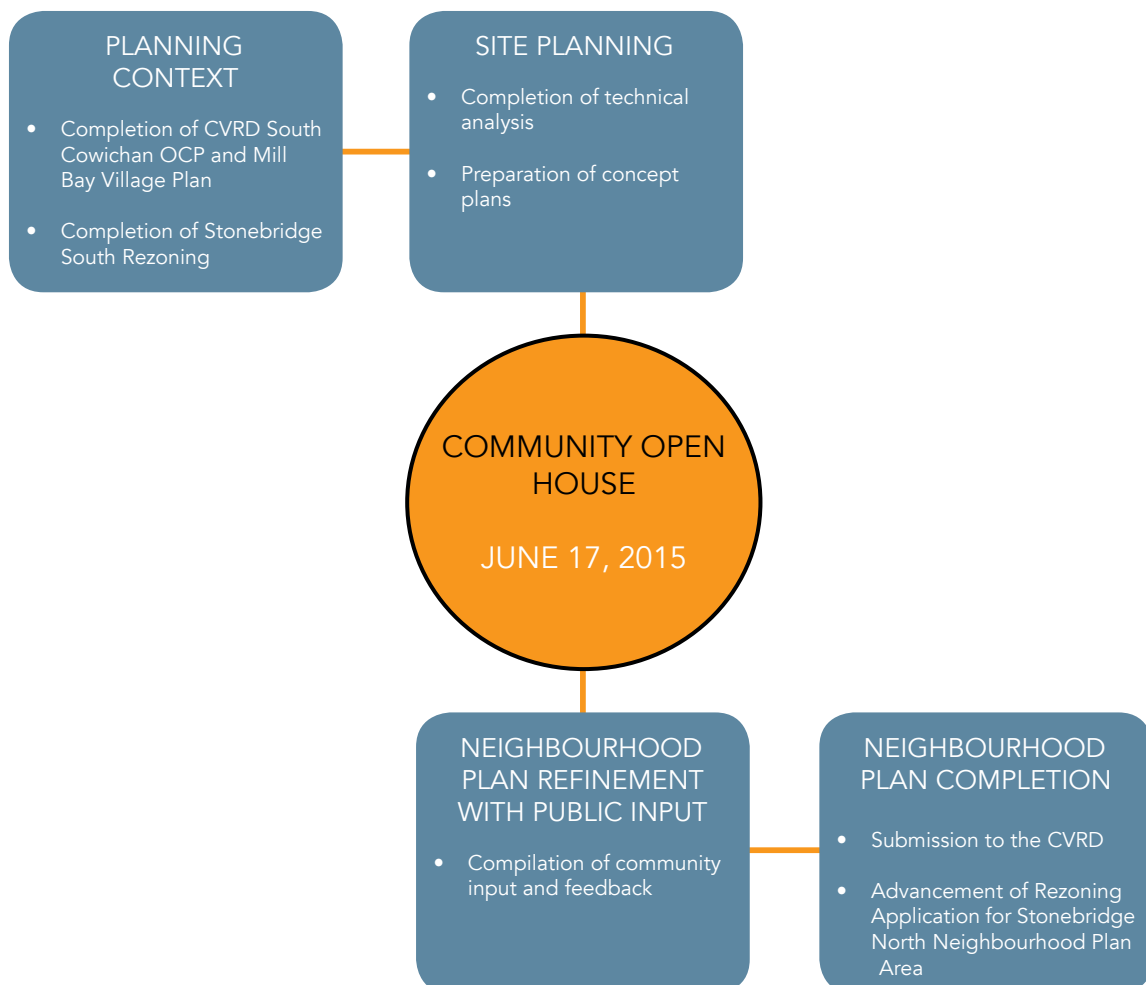 PLANNING
CONTEXT
• Completion of CVRD South
Cowichan OCP and Mill
Bay Village Plan
• Completion of Stonebridge
South Rezoning
SITE PLANNING
• Completion of technical
analysis
• Preparation of concept
plans
COMMUNITY OPEN
HOUSE
JUNE 17, 2015
NEIGHBOURHOOD
PLAN REFINEMENT
WITH PUBLIC INPUT
• Compilation of community
input and feedback
NEIGHBOURHOOD
PLAN COMPLETION
• Submission to the CVRD
• Advancement of Rezoning
Application for Stonebridge
North Neighbourhood Plan
Area